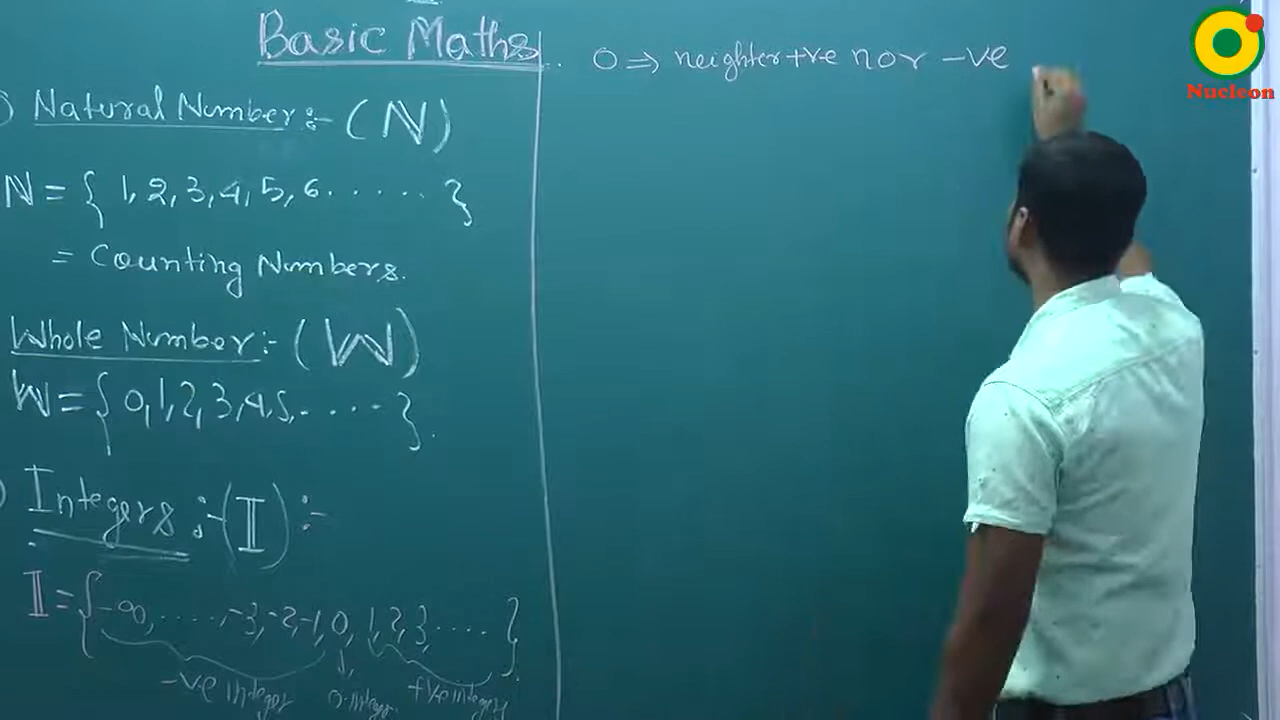 Basic Maths
) Natural Number :- (N)
N = { 1, 2, 3, 4, 5, 6 . . . . . . }
= Counting Numbers.
Whole Number :- (W)
W = { 0, 1, 2, 3, 4, 5, . . . . . }.
) Integers :- (I) :-
I = { -∞, . . . . . , -3, -2, -1, 0, 1, 2, 3, . . . . . }
-ve integer 0-integer +ve integer
0 ⇒ neighter +ve nor -ve
Nucleon